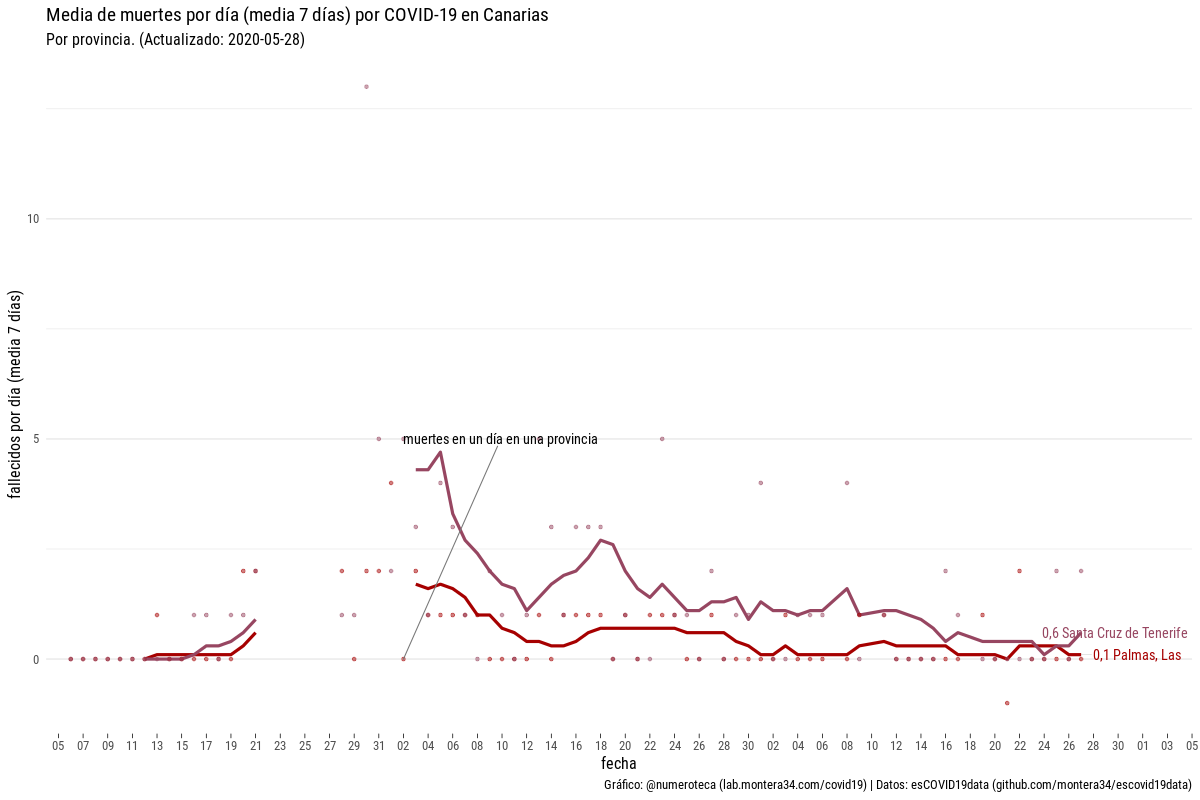 Media de muertes por día (media 7 días) por COVID-19 en Canarias
Por provincia. (Actualizado: 2020-05-28)
fallecidos por día (media 7 días)
10
5
0
muertes en un día en una provincia
0,6 Santa Cruz de Tenerife
0,1 Palmas, Las
05 07 09 11 13 15 17 19 21 23 25 27 29 31 02 04 06 08 10 12 14 16 18 20 22 24 26 28 30 02 04 06 08 10 12 14 16 18 20 22 24 26 28 30 01 03 05
fecha
Gráfico: @numeroteca (lab.montera34.com/covid19) | Datos: esCOVID19data (github.com/montera34/escovid19data)